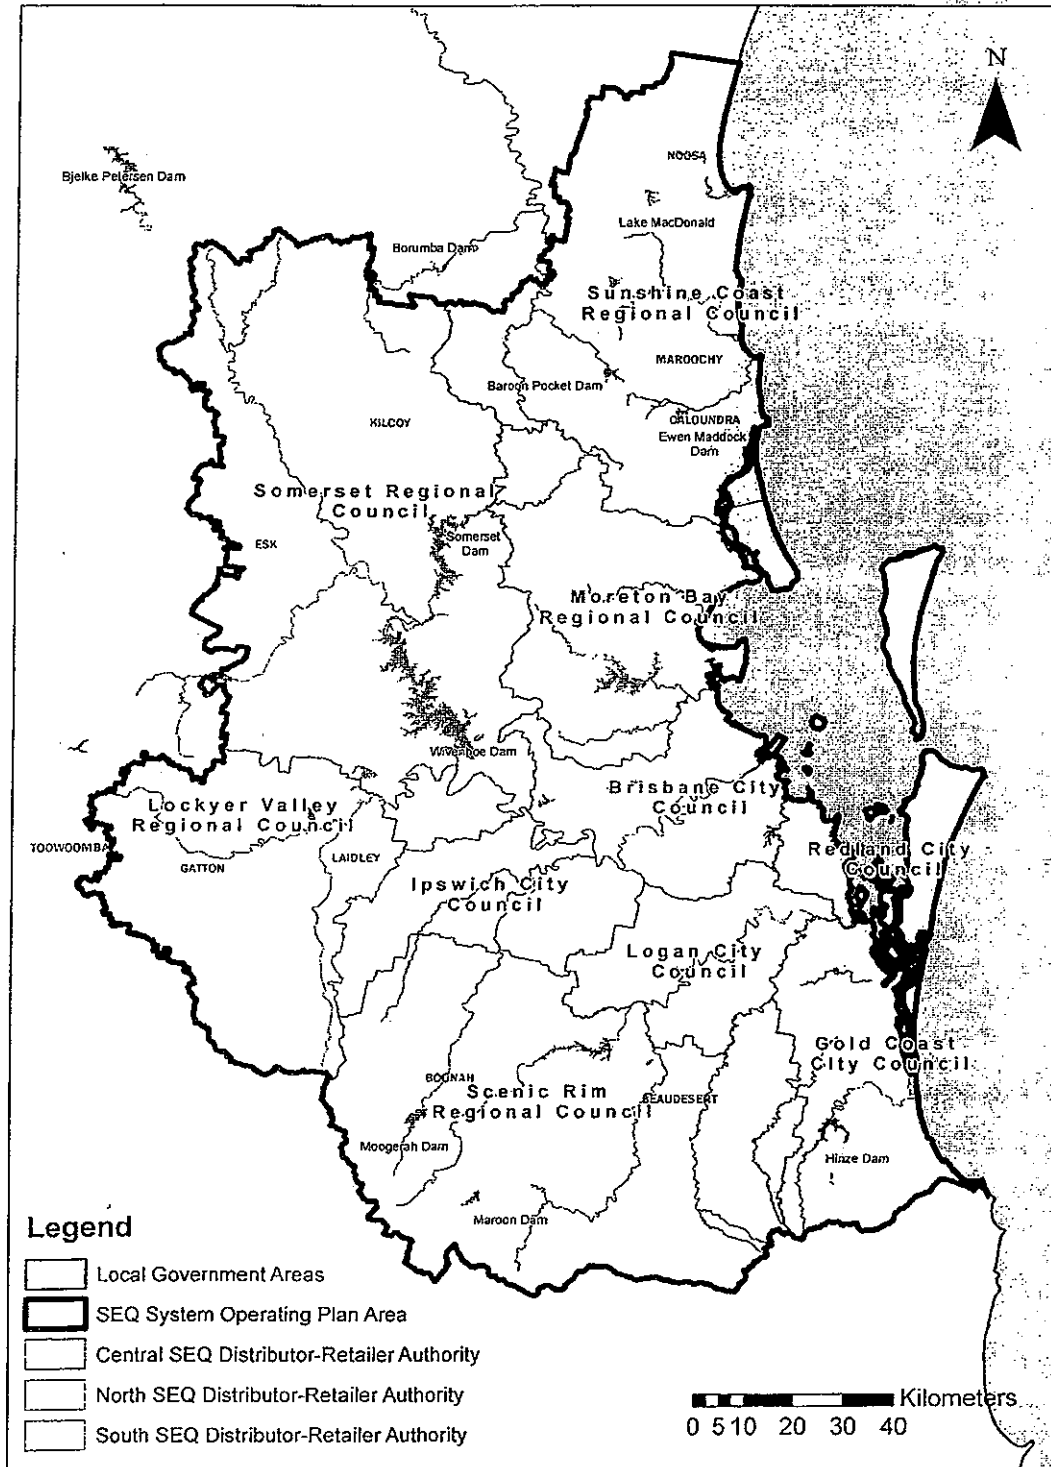 N
NOOSA
Bjelke Petersen Dam
Lake MacDonald
Borumba Dam
Sunshine Coast
Regional Council
MAROOCHY
Baroon Pocket Dam
KILCOY
CALOUNDRA
Ewen Maddock
Dam
Somerset Regional
Council
Somerset
Dam
ESK
Moreton Bay
Regional Council
Wivenhoe Dam
Brisbane City
Council
Lockyer Valley
Regional Council
TOOWOOMBA
GATTON
LAIDLEY
Redland City
Council
Ipswich City
Council
Logan City
Council
Gold Coast
City Council
BOONAH
Scenic Rim
Regional Council
BEAUDESERT
Moogerah Dam
Hinze Dam
Maroon Dam
Legend
Local Government Areas
SEQ System Operating Plan Area
Central SEQ Distributor-Retailer Authority
North SEQ Distributor-Retailer Authority
South SEQ Distributor-Retailer Authority
Kilometers
0 5 10 20 30 40